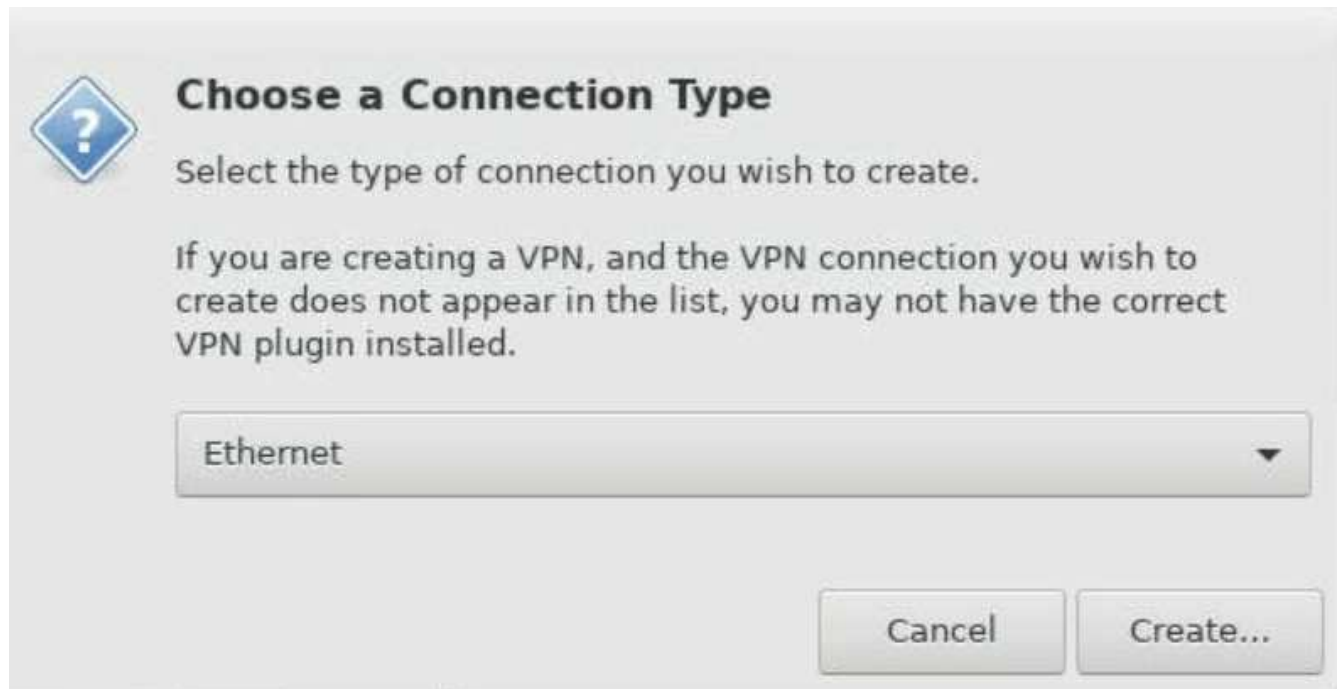 Choose a Connection Type
Select the type of connection you wish to create.
If you are creating a VPN, and the VPN connection you wish to
create does not appear in the list, you may not have the correct
VPN plugin installed.
Ethernet
Cancel
Create...